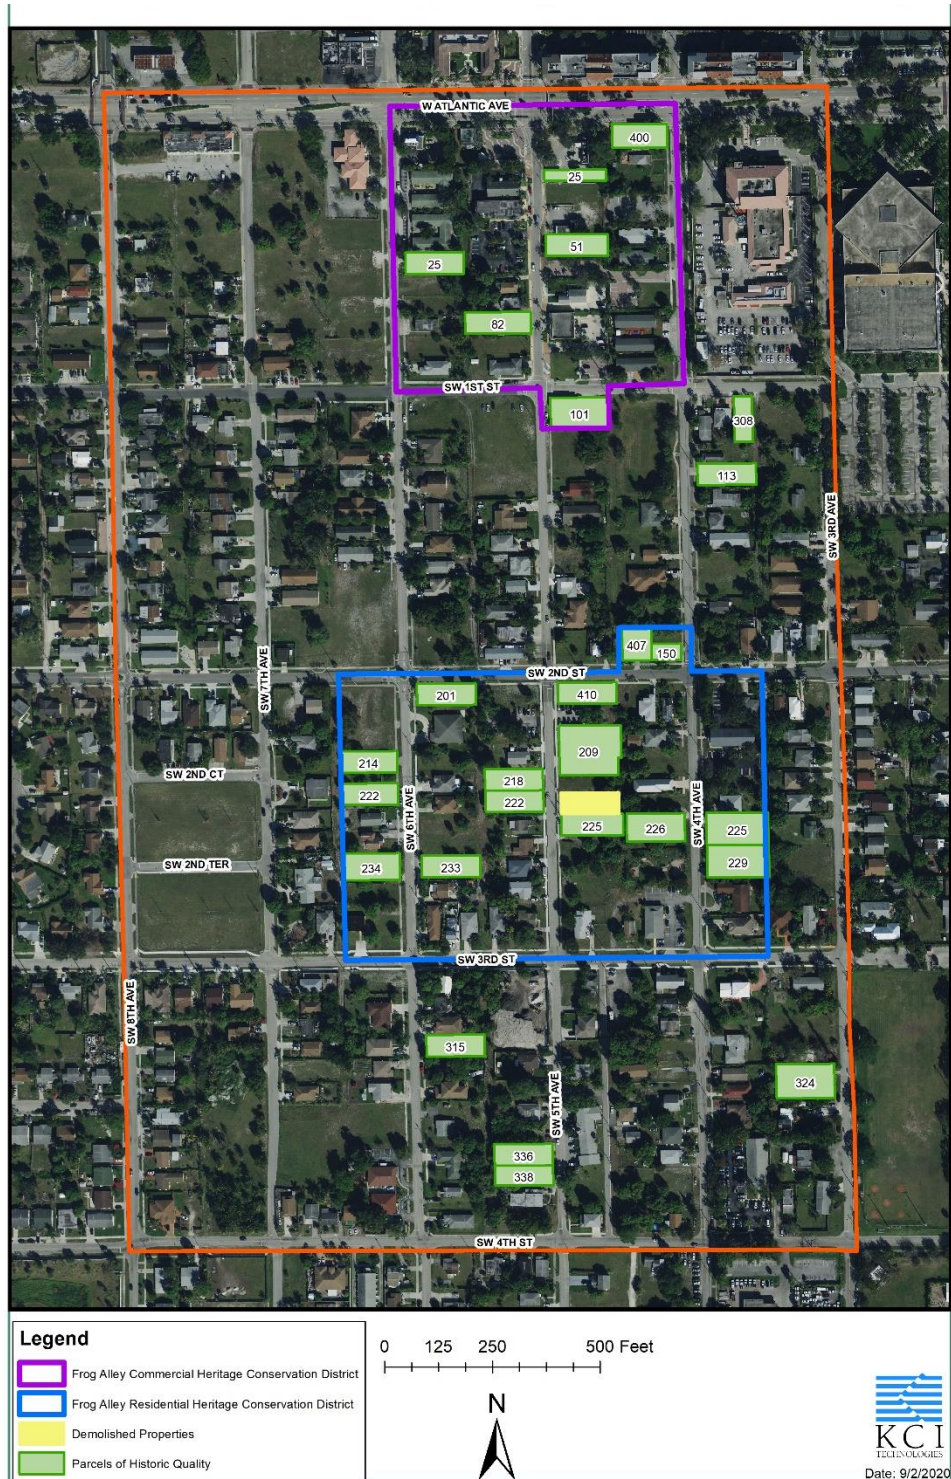 W ATLANTIC AVE
400
25
51
25
82
SW 1ST ST
101
308
113
SW 3RD AVE
407
150
SW 2ND ST
SW 7TH AVE
201
410
209
214
218
SW 2ND CT
222
222
SW 6TH AVE
SW 4TH AVE
225
226
225
SW 2ND TER
234
233
229
SW 3RD ST
SW 8TH AVE
315
324
SW 5TH AVE
336
338
SW 4TH ST
Legend
Frog Alley Commercial Heritage Conservation District
Frog Alley Residential Heritage Conservation District
Demolished Properties
Parcels of Historic Quality
0 125 250 500 Feet
N
KCI
TECHNOLOGIES
Date: 9/2/2020